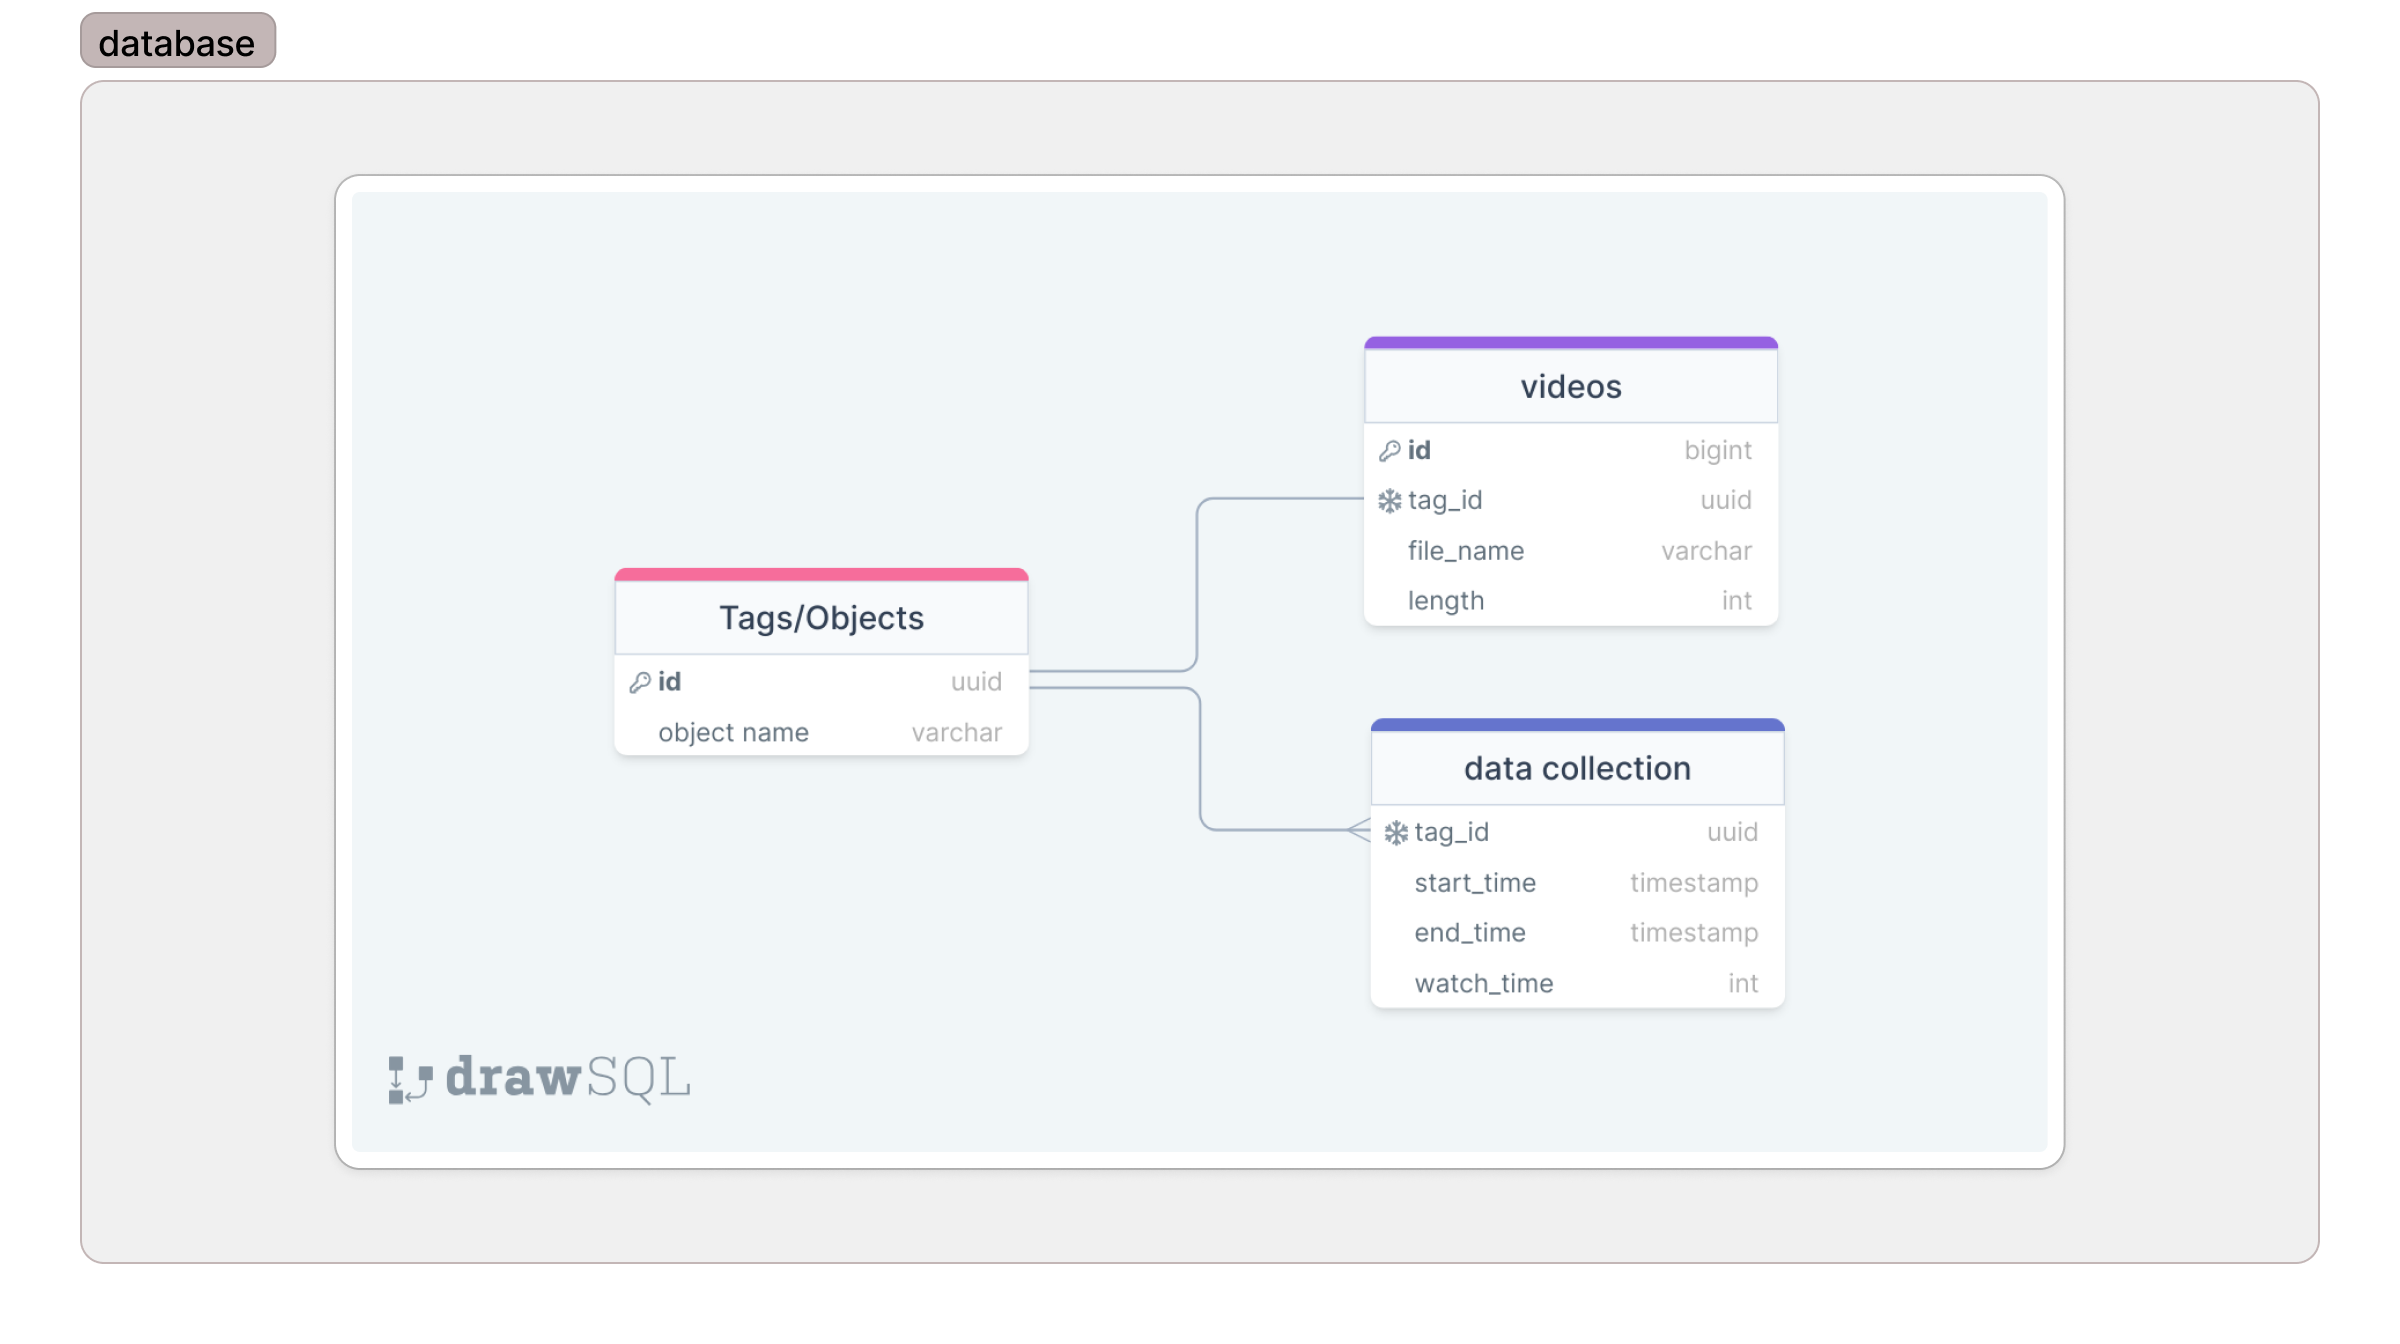 database
videos
id bigint
tag_id uuid
file_name varchar
length int
Tags/Objects
id uuid
object name varchar
data collection
tag_id uuid
start_time timestamp
end_time timestamp
watch_time int
drawSQL